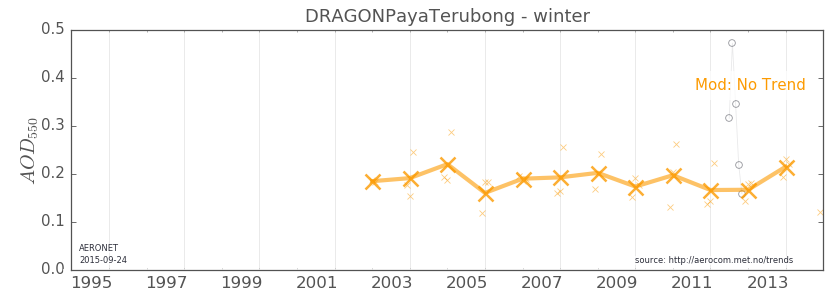 DRAGONPayaTerubong - winter
0.5
0.4
0.3
0.2
0.1
0.0
AOD550
Mod: No Trend
AERONET
2015-09-24
source: http://aerocom.met.no/trends
1995 1997 1999 2001 2003 2005 2007 2009 2011 2013